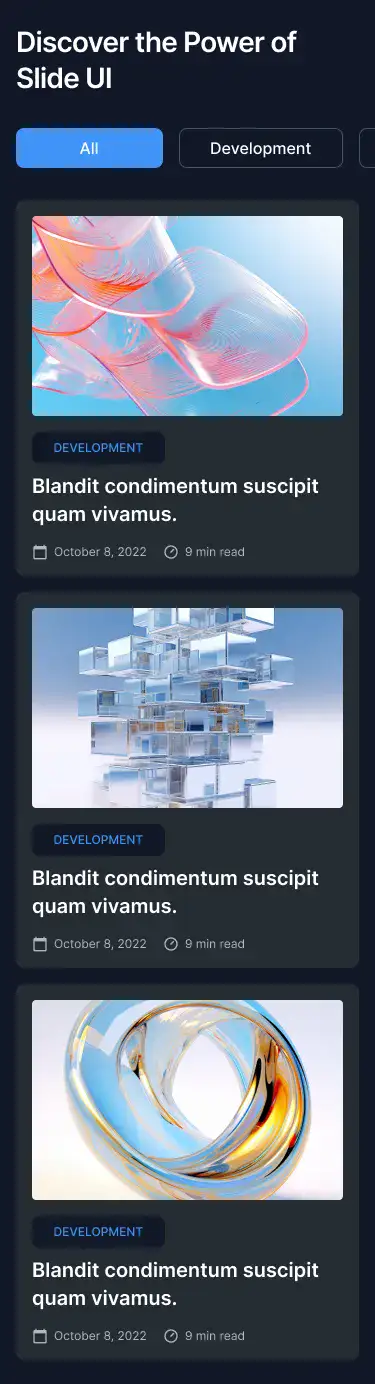 Discover the Power of
Slide UI
All
Development
DEVELOPMENT
Blandit condimentum suscipit
quam vivamus.
October 8, 2022
9 min read
DEVELOPMENT
Blandit condimentum suscipit
quam vivamus.
October 8, 2022
9 min read
DEVELOPMENT
Blandit condimentum suscipit
quam vivamus.
October 8, 2022
9 min read